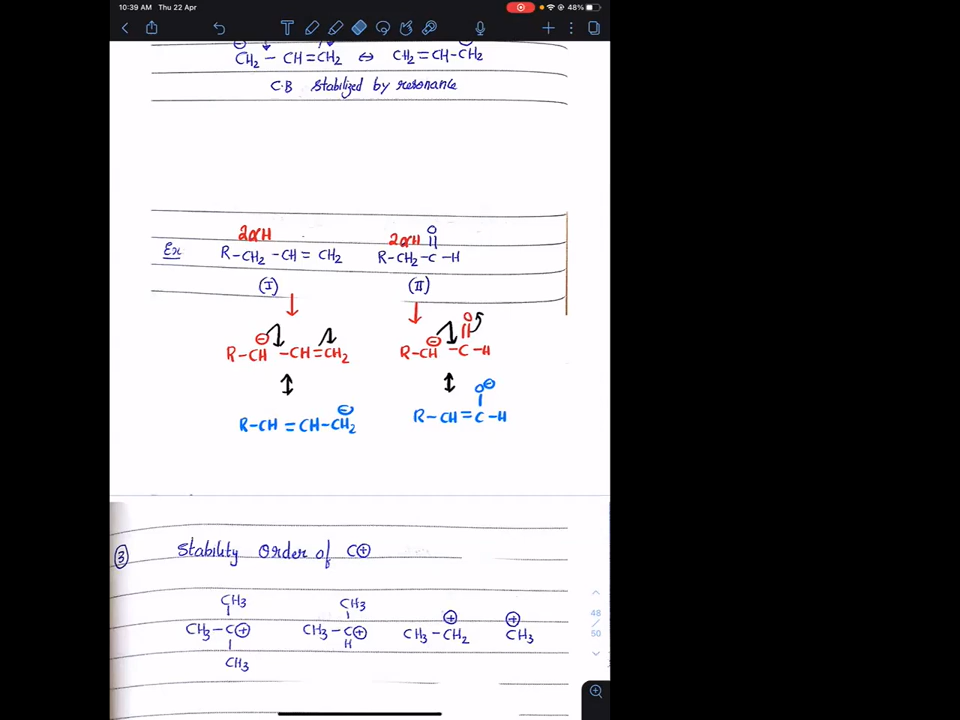 10:39 AM Thu 22 Apr
48%
⊖
CH₂ – CH = CH₂ ⇔ CH₂ = CH – CH₂
C.B stabilized by resonance
2αH 2αH O
Ex R–CH₂ –CH = CH₂ R–CH₂–C–H
(I) (II)
⊖ ⊖ O
R–CH –CH=CH₂ R–CH –C –H
⊖ O⊖
R–CH =CH–CH₂ R–CH=C–H
③ Stability Order of C⊕
CH₃ CH₃ ⊕ ⊕
CH₃–C⊕ CH₃–C⊕ CH₃–CH₂ CH₃
CH₃ H
48
/
50